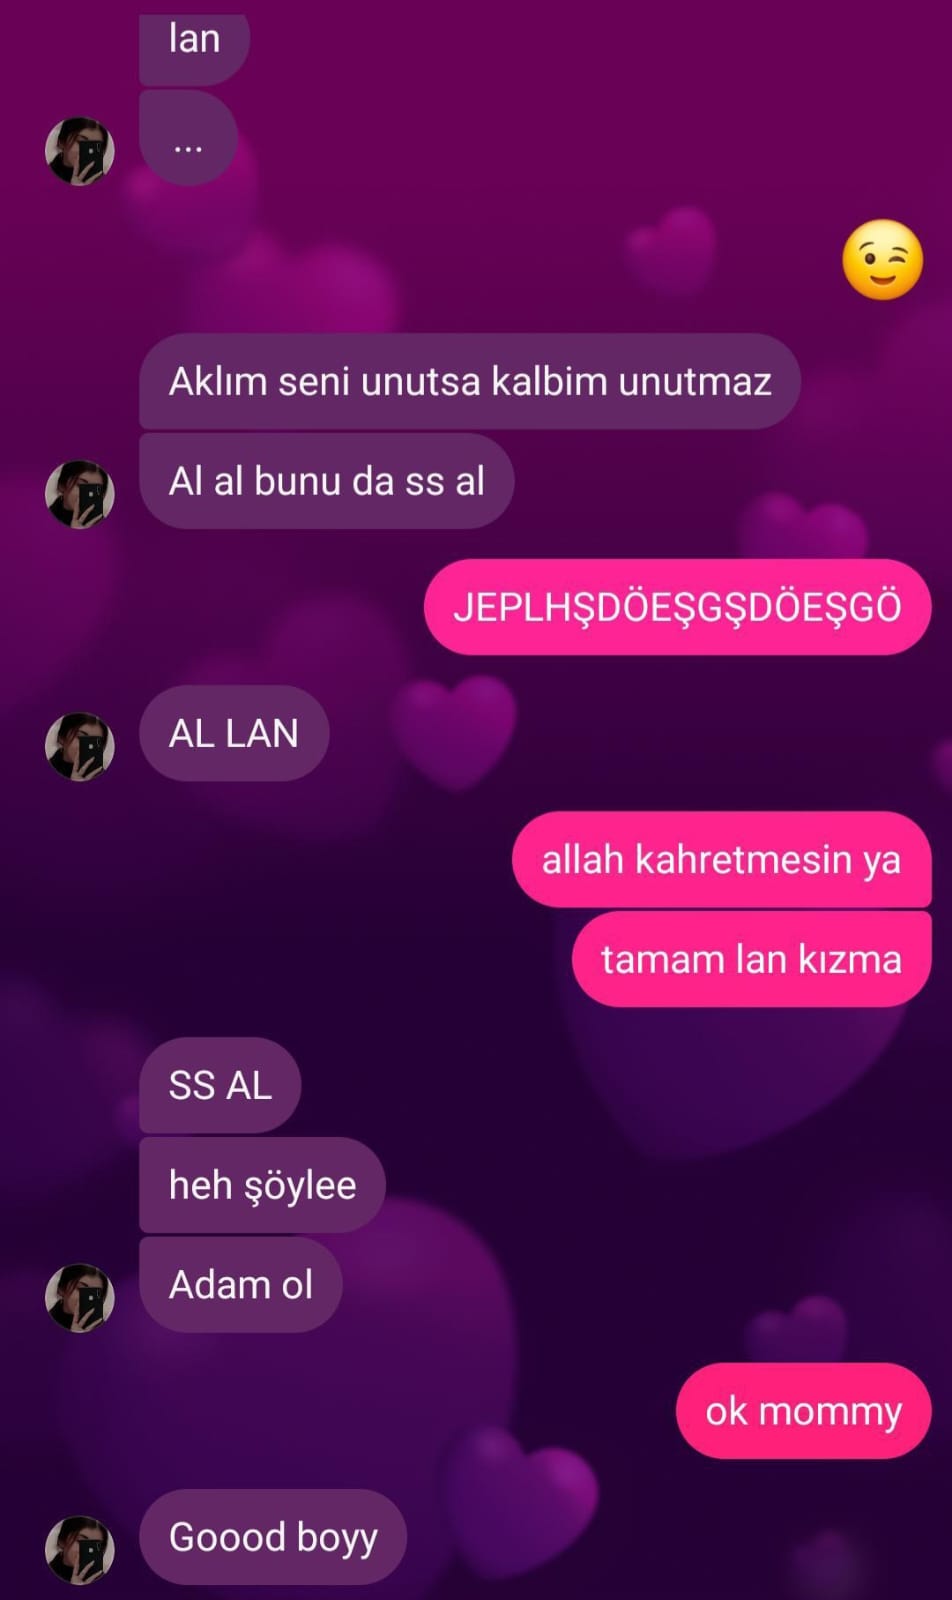 lan
...
Aklım seni unutsa kalbim unutmaz
Al al bunu da ss al
JEPLHŞDÖEŞGŞDÖEŞGÖ
AL LAN
allah kahretmesin ya
tamam lan kızma
SS AL
heh şöylee
Adam ol
ok mommy
Goood boyy